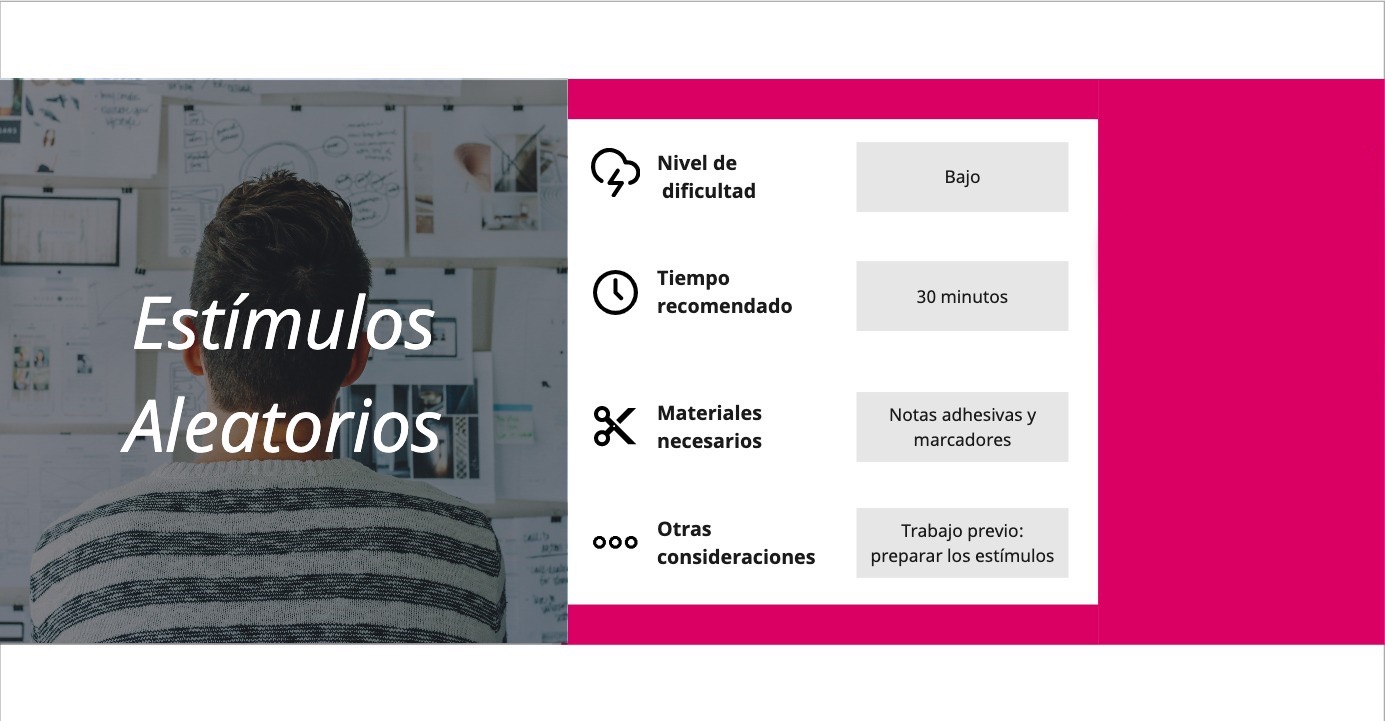 Estímulos
Aleatorios
Nivel de
dificultad
Bajo
Tiempo
recomendado
30 minutos
Materiales
necesarios
Notas adhesivas y
marcadores
Otras
consideraciones
Trabajo previo:
preparar los estímulos